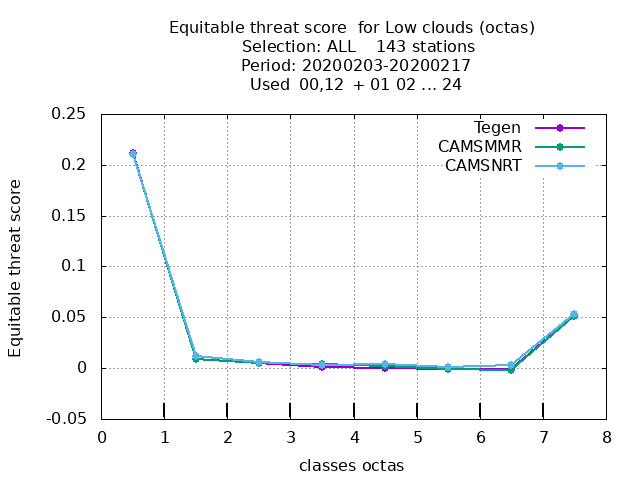 Equitable threat score  for Low clouds (octas)
Selection: ALL    143 stations
Period: 20200203-20200217
Used  00,12  + 01 02 ... 24
Equitable threat score
0.25
0.2
0.15
0.1
0.05
0
-0.05
Tegen
CAMSMMR
CAMSNRT
0 1 2 3 4 5 6 7 8
classes octas